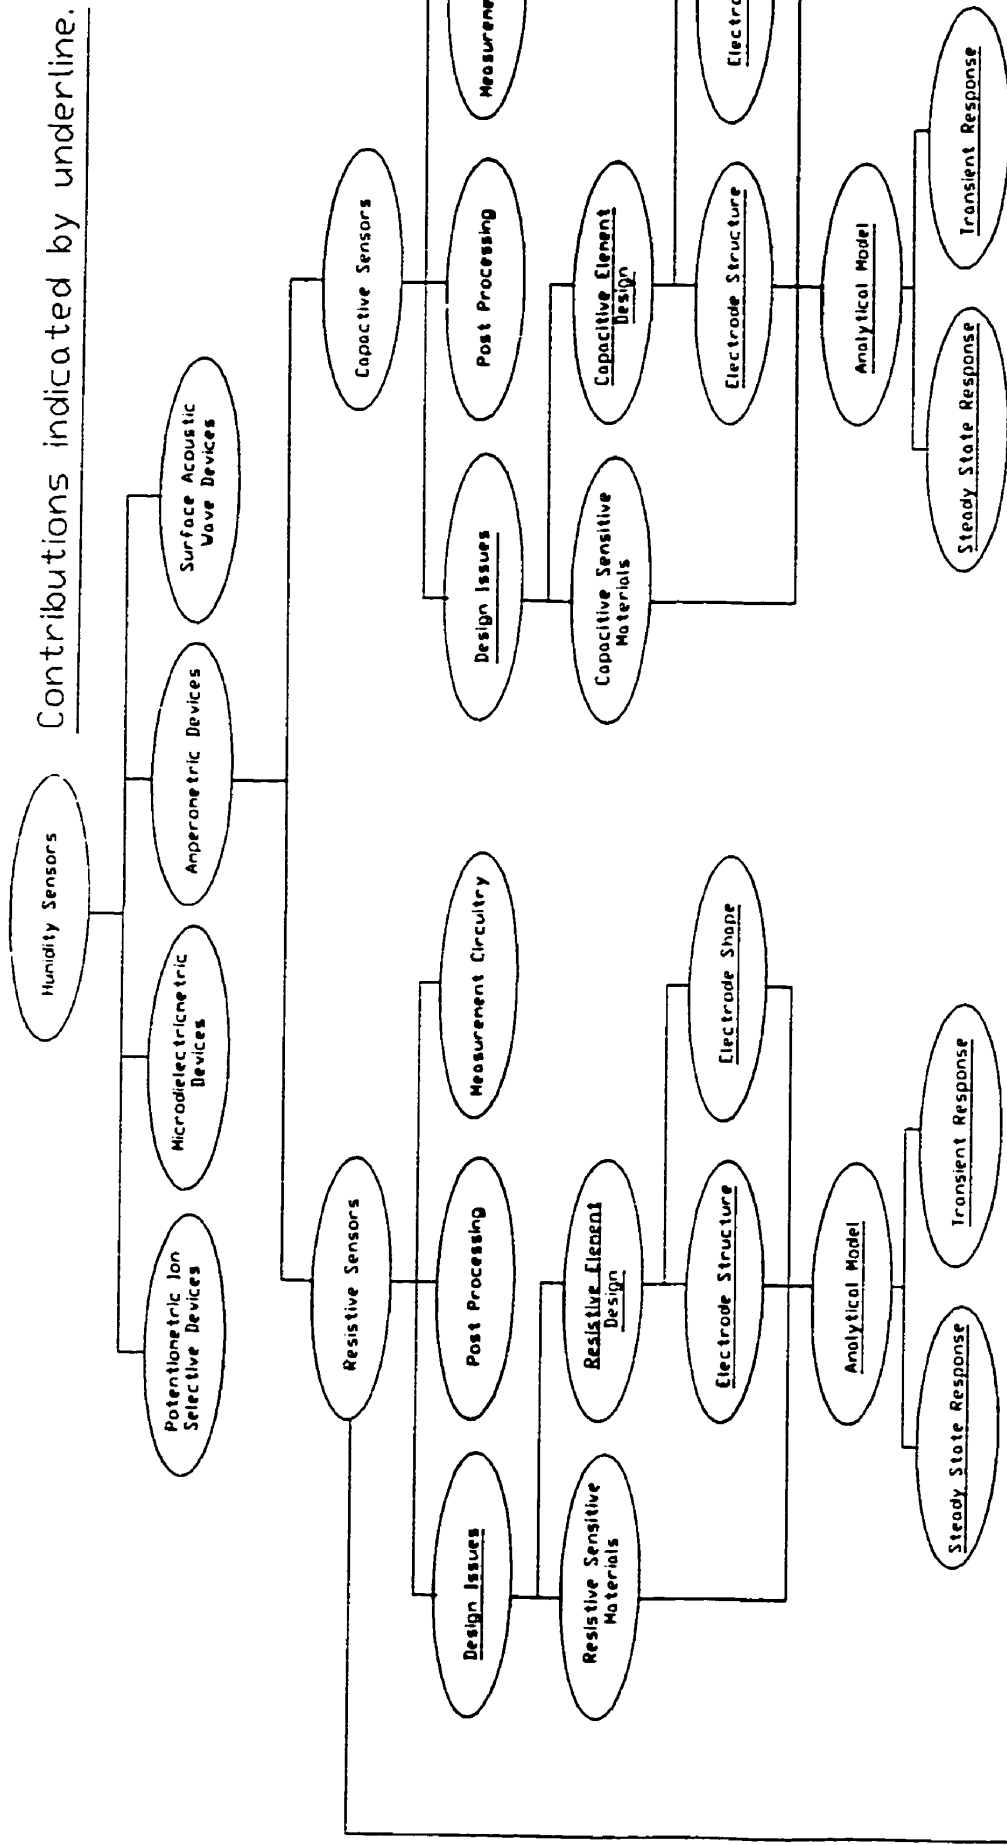 Contributions indicated by underline.
Humidity Sensors
Potentiometric Ion
Selective Devices
Microdielectricmetric
Devices
Amperometric Devices
Surface Acoustic
Wave Devices
Resistive Sensors
Capactive Sensors
Design Issues
Post Processing
Measurement Circuitry
Design Issues
Post Processing
Resistive Sensitive
Materials
Resistive Element
Design
Capacitive Sensitive
Materials
Capacitive Element
Design
Electrode Structure
Electrode Shape
Electrode Structure
Analytical Model
Analytical Model
Steady State Response
Transient Response
Steady State Response
Transient Response